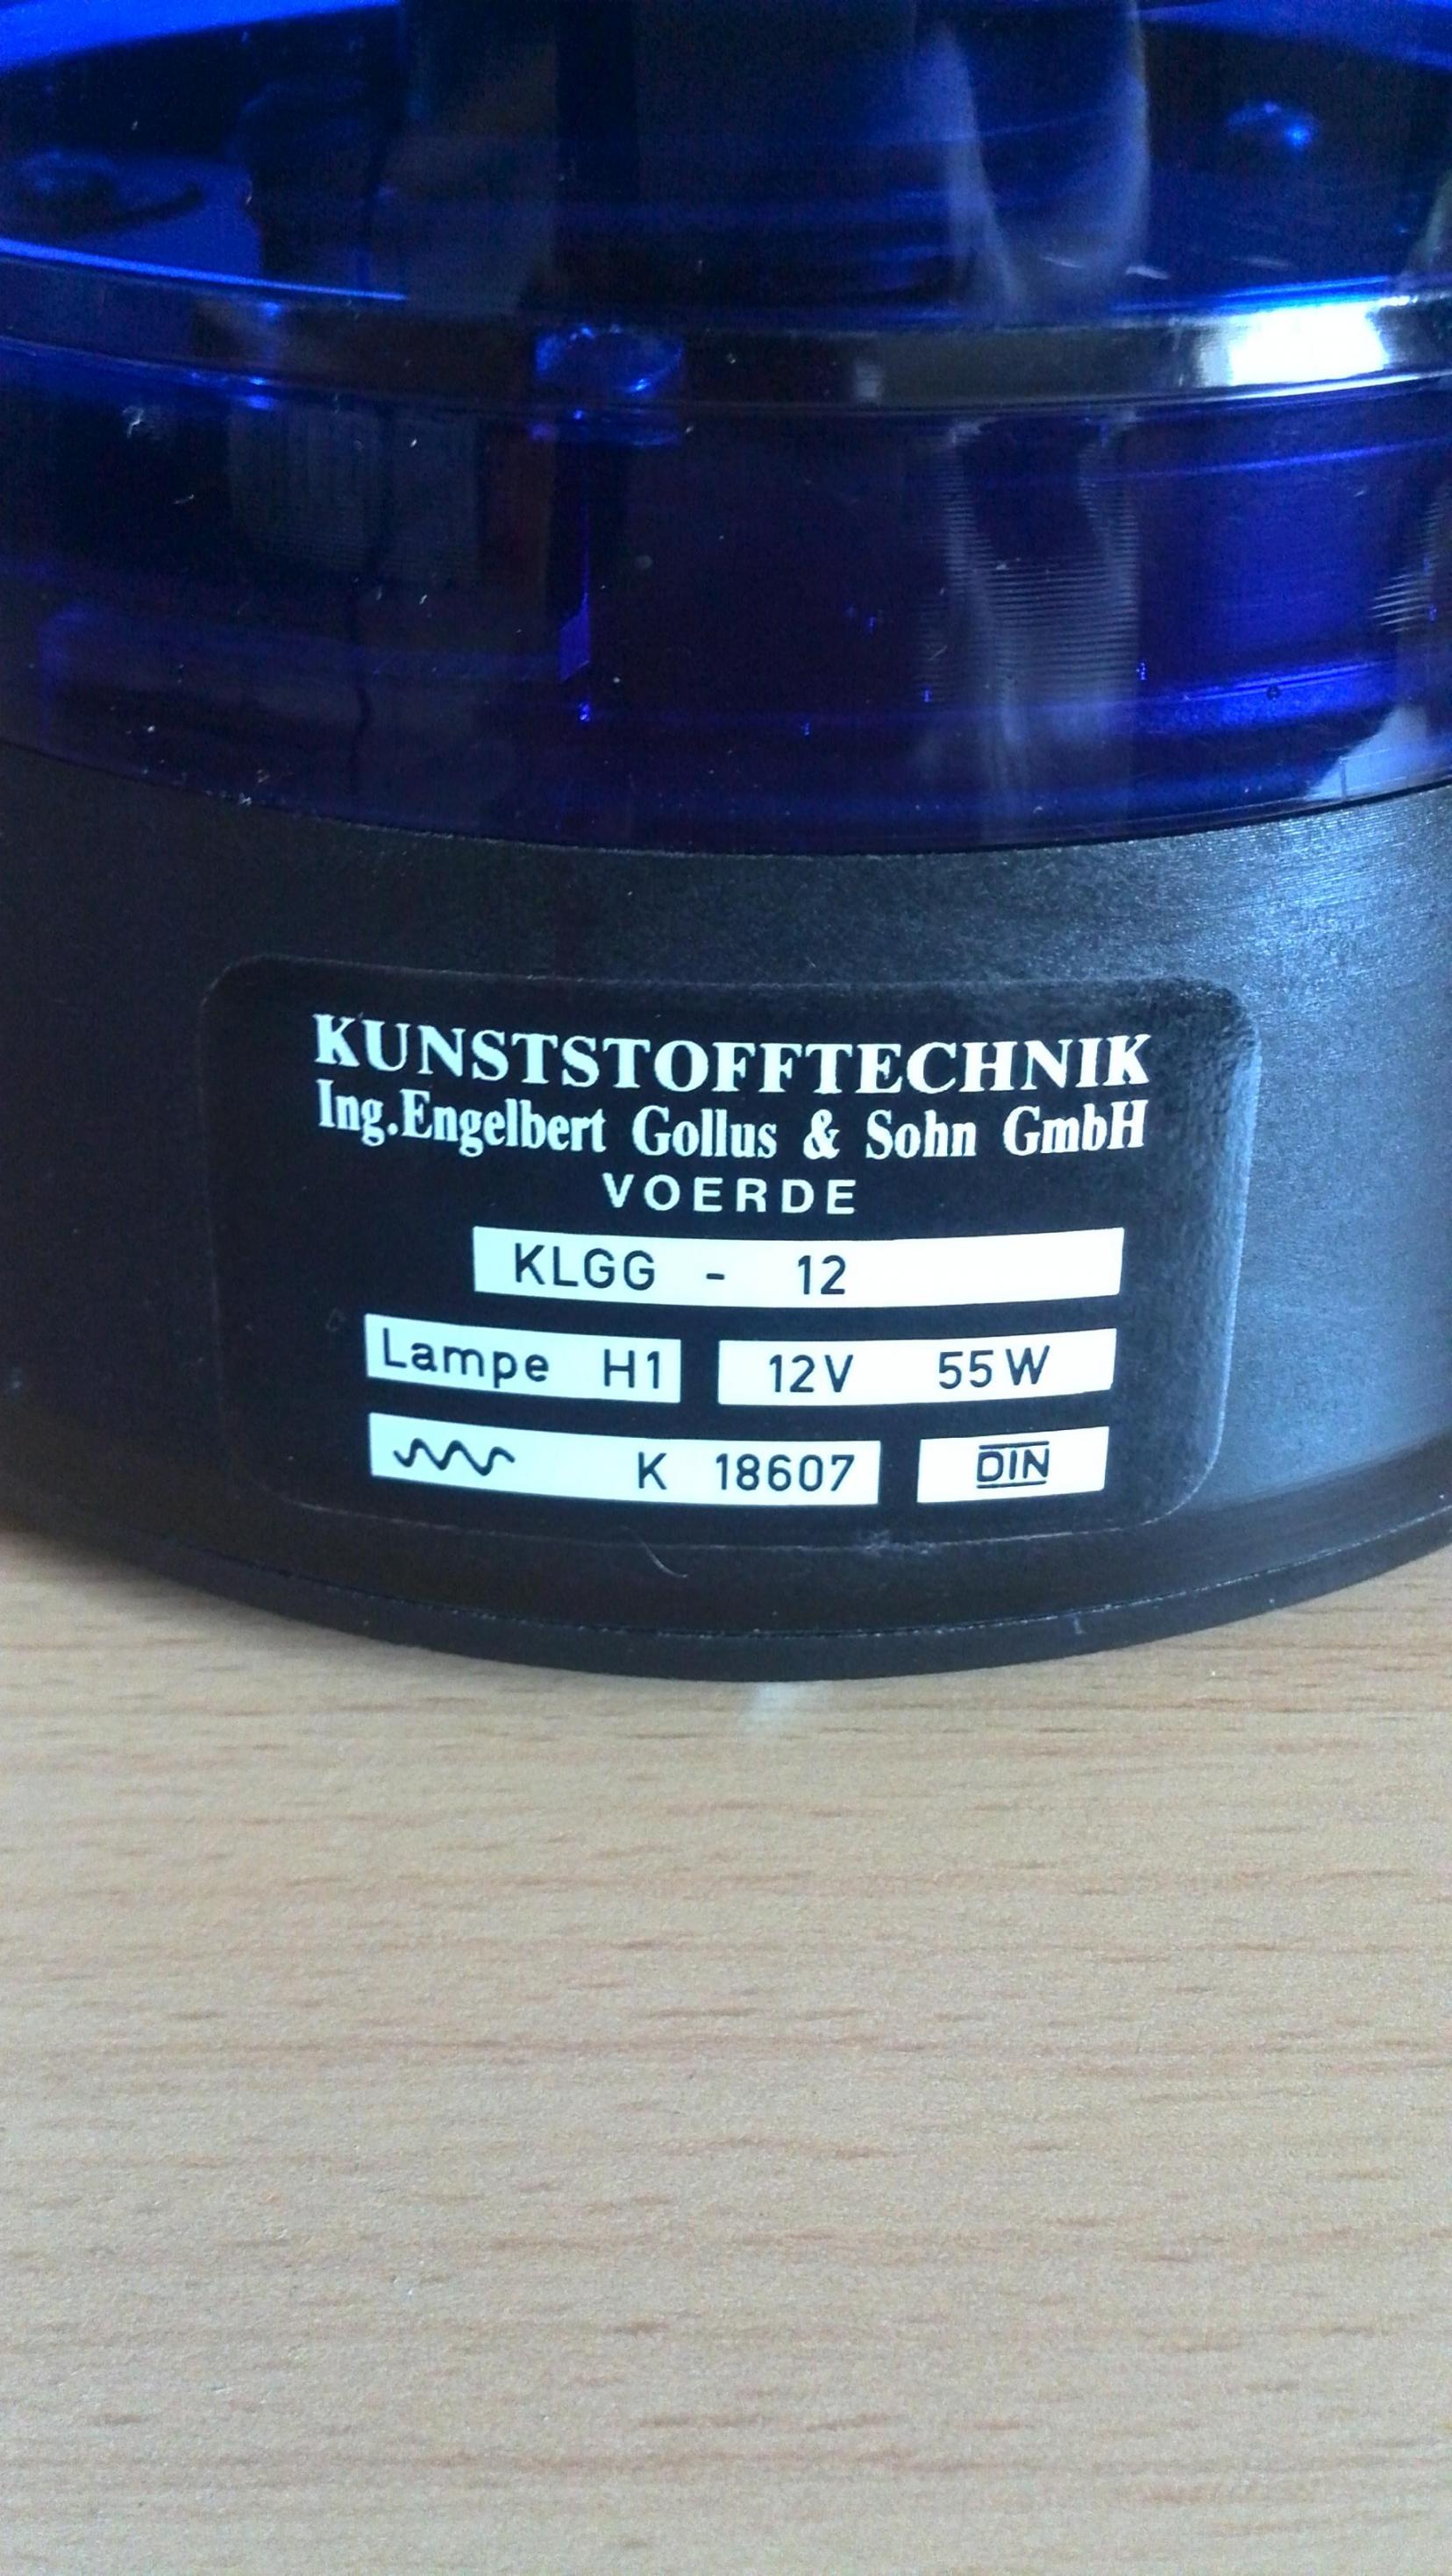 KUNSTSTOFFTECHNIK
Ing.Engelbert Gollus & Sohn GmbH
VOERDE
KLGG - 12
Lampe H1 12V 55W
K 18607 DIN